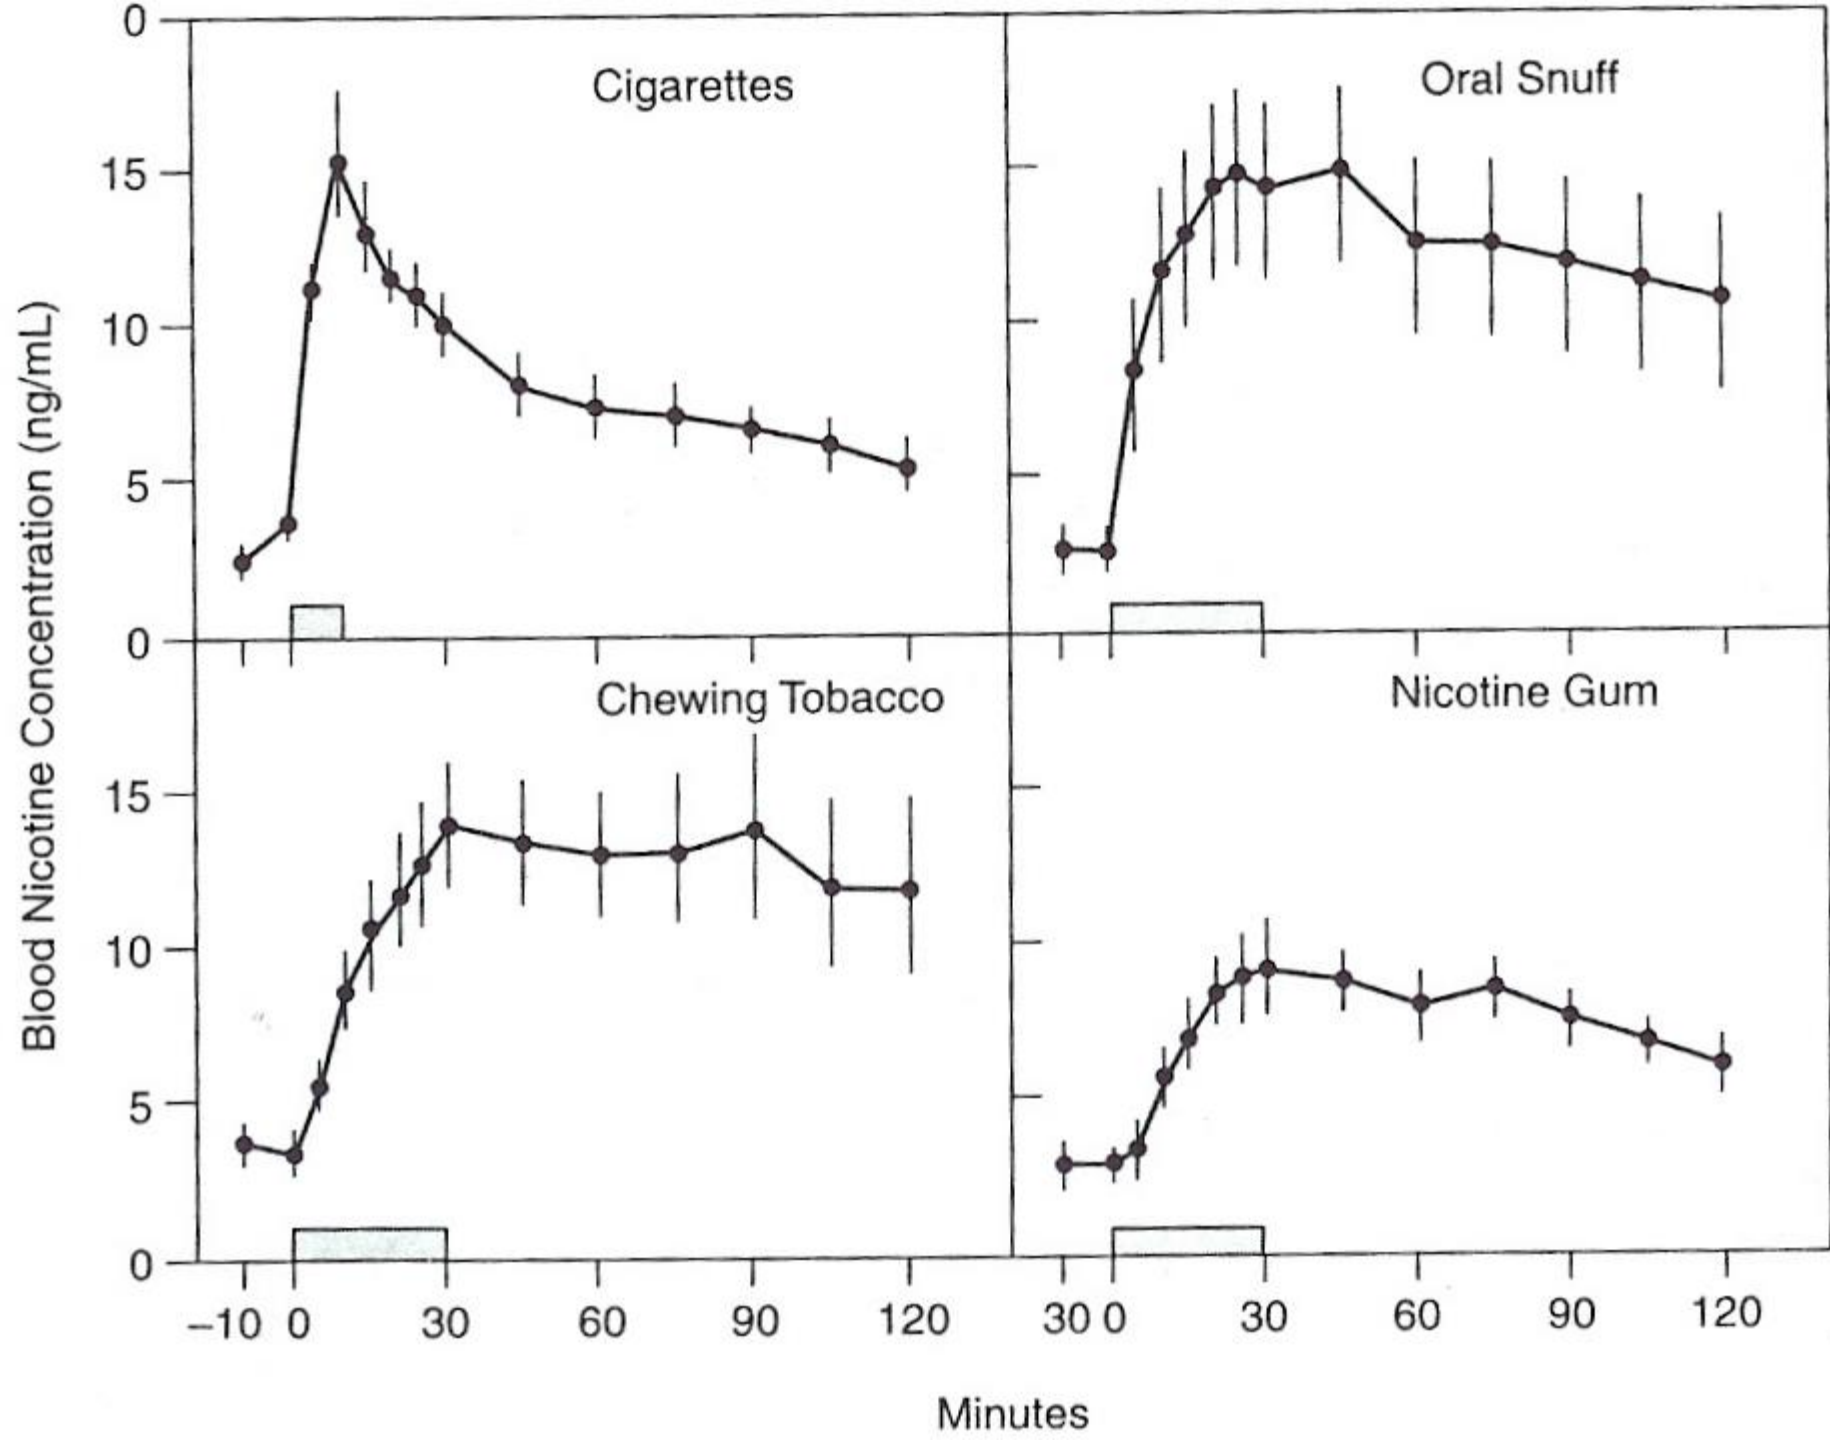 0
Cigarettes
Oral Snuff
15
10
5
0
Chewing Tobacco
Nicotine Gum
15
10
5
0
–10 0 30 60 90 120
30 0 30 60 90 120
Blood Nicotine Concentration (ng/mL)
Minutes